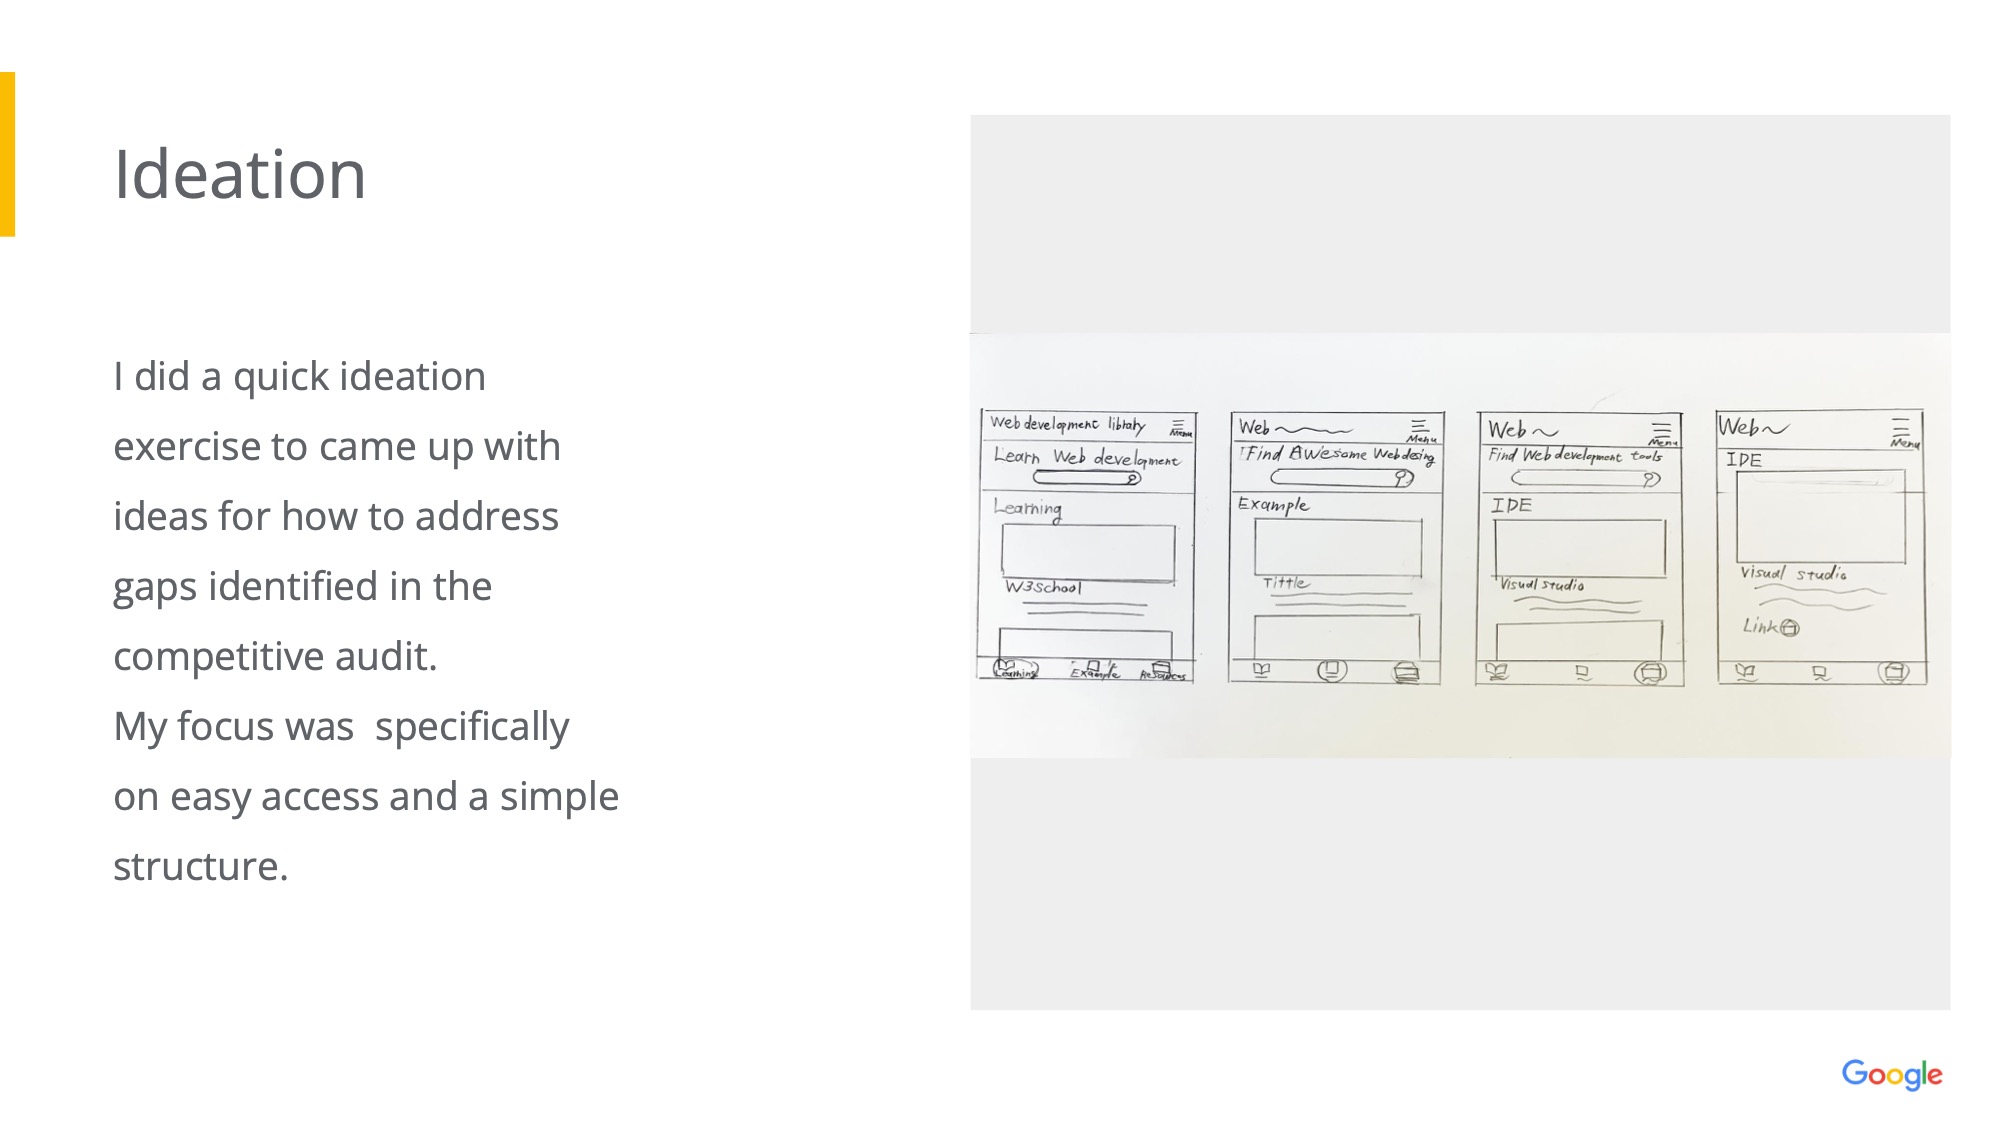 Ideation
I did a quick ideation
exercise to came up with
ideas for how to address
gaps identified in the
competitive audit.
My focus was  specifically
on easy access and a simple
structure.
Web development library
Menu
Learn Web development
Learning
W3School
Learning Example Resources
Web
Menu
Find Awesome Web desing
Example
Tittle
Web
Menu
Find Web development tools
IDE
Visual studio
Web
Menu
IDE
Visual studio
Link
Google